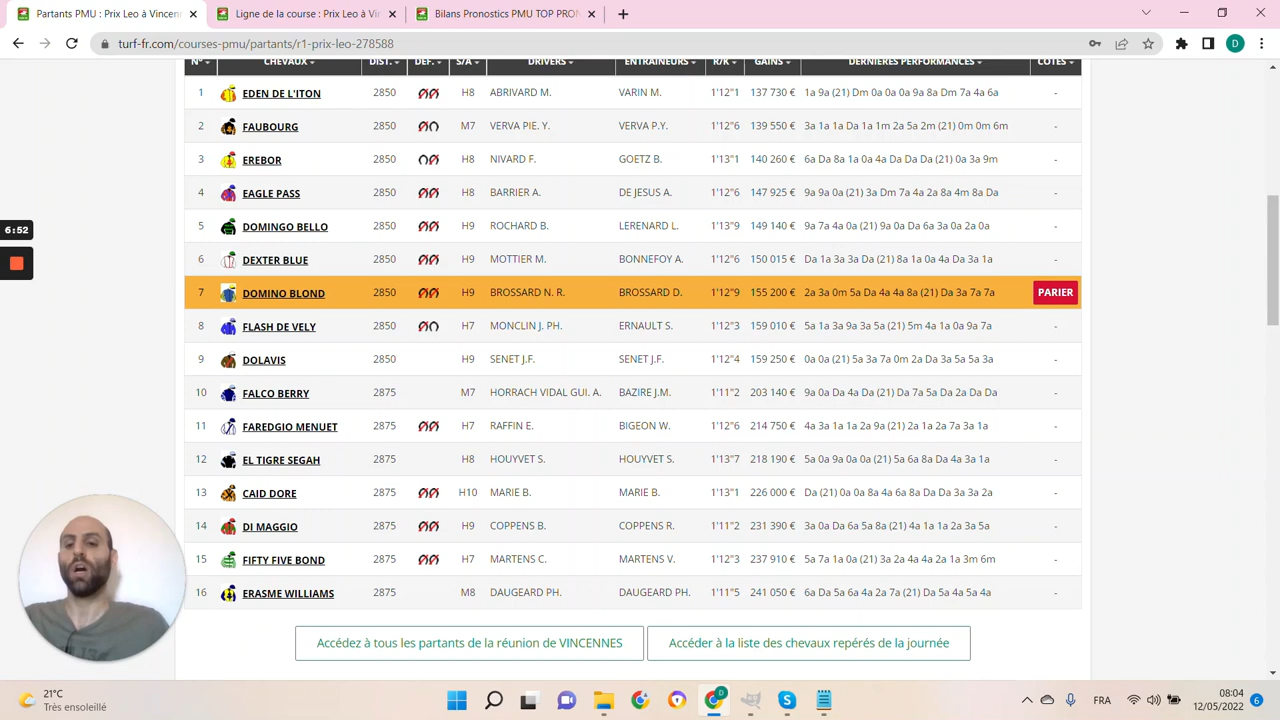 Partants PMU : Prix Leo à Vincen
Ligne de la course : Prix Leo à Vi
Bilans Pronostics PMU TOP PRON
turf-fr.com/courses-pmu/partants/r1-prix-leo-278588
D
N° CHEVAUX DIST. DEF. S/A DRIVERS ENTRAINEURS R/K GAINS DERNIÈRES PERFORMANCES COTES
1 EDEN DE L'ITON 2850 H8 ABRIVARD M. VARIN M. 1'12"1 137 730 € 1a 9a (21) Dm 0a 0a 0a 9a 8a Dm 7a 4a 6a -
2 FAUBOURG 2850 M7 VERVA PIE. Y. VERVA P.Y. 1'12"6 139 550 € 3a 1a 1a Da 1a 1m 2a 5a 2m (21) 0m 0m 6m -
3 EREBOR 2850 H8 NIVARD F. GOETZ B. 1'13"1 140 260 € 6a Da 8a 1a 0a 4a Da Da Da (21) 0a 3a 9m -
4 EAGLE PASS 2850 H8 BARRIER A. DE JESUS A. 1'12"6 147 925 € 9a 9a 0a (21) 3a Dm 7a 4a 2a 8a 4m 8a Da -
5 DOMINGO BELLO 2850 H9 ROCHARD B. LERENARD L. 1'13"9 149 140 € 9a 7a 4a 0a (21) 9a 0a Da 6a 3a 0a 2a 0a -
6 DEXTER BLUE 2850 H9 MOTTIER M. BONNEFOY A. 1'12"6 150 015 € Da 1a 3a 3a Da (21) 8a 1a 0a 4a Da 3a 1a -
7 DOMINO BLOND 2850 H9 BROSSARD N. R. BROSSARD D. 1'12"9 155 200 € 2a 3a 0m 5a Da 4a 4a 8a (21) Da 3a 7a 7a PARIER
8 FLASH DE VELY 2850 H7 MONCLIN J. PH. ERNAULT S. 1'12"3 159 010 € 5a 1a 3a 9a 3a 5a (21) 5m 4a 1a 0a 9a 7a -
9 DOLAVIS 2850 H9 SENET J.F. SENET J.F. 1'12"4 159 250 € 0a 0a (21) 5a 3a 7a 0m 2a Da 3a 5a 5a 3a -
10 FALCO BERRY 2875 M7 HORRACH VIDAL GUI. A. BAZIRE J.M. 1'11"2 203 140 € 9a 0a Da 4a Da (21) Da 7a 5a Da 2a Da Da -
11 FAREDGIO MENUET 2875 H7 RAFFIN E. BIGEON W. 1'12"6 214 750 € 4a 3a 1a 1a 2a 9a (21) 2a 1a 2a 7a 3a 1a -
12 EL TIGRE SEGAH 2875 H8 HOUYVET S. HOUYVET S. 1'13"7 218 190 € 5a 0a 9a 0a 0a (21) 5a 6a 8a Da 4a 3a 1a -
13 CAID DORE 2875 H10 MARIE B. MARIE B. 1'13"1 226 000 € Da (21) 0a 0a 8a 4a 6a 8a Da Da 3a 3a 2a -
14 DI MAGGIO 2875 H9 COPPENS B. COPPENS R. 1'11"2 231 390 € 3a 0a Da 6a 5a 8a (21) 4a 1a 1a 2a 3a 5a -
15 FIFTY FIVE BOND 2875 H7 MARTENS C. MARTENS V. 1'12"3 237 910 € 5a 7a 1a 0a (21) 3a 2a 4a 4a 2a 1a 3m 6m -
16 ERASME WILLIAMS 2875 M8 DAUGEARD PH. DAUGEARD PH. 1'11"5 241 050 € 6a Da 5a 6a 4a 2a 7a (21) Da 5a 4a 5a 4a -
6:52
Accédez à tous les partants de la réunion de VINCENNES
Accéder à la liste des chevaux repérés de la journée
21°C
Très ensoleillé
D
FRA
08:04
12/05/2022
6